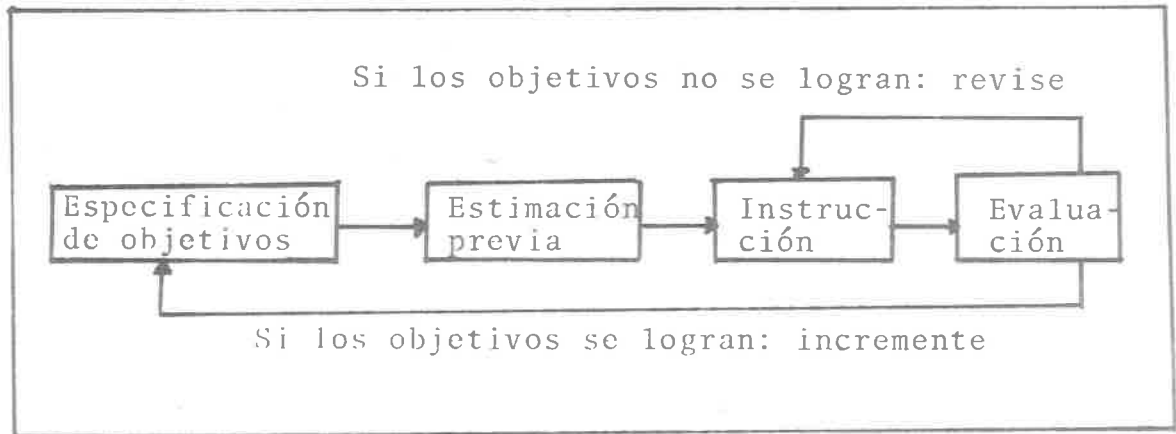 Si los objetivos no se logran: revise
Especificación
de objetivos
Estimación
previa
Instruc-
ción
Evalua-
ción
Si los objetivos se logran: incremente